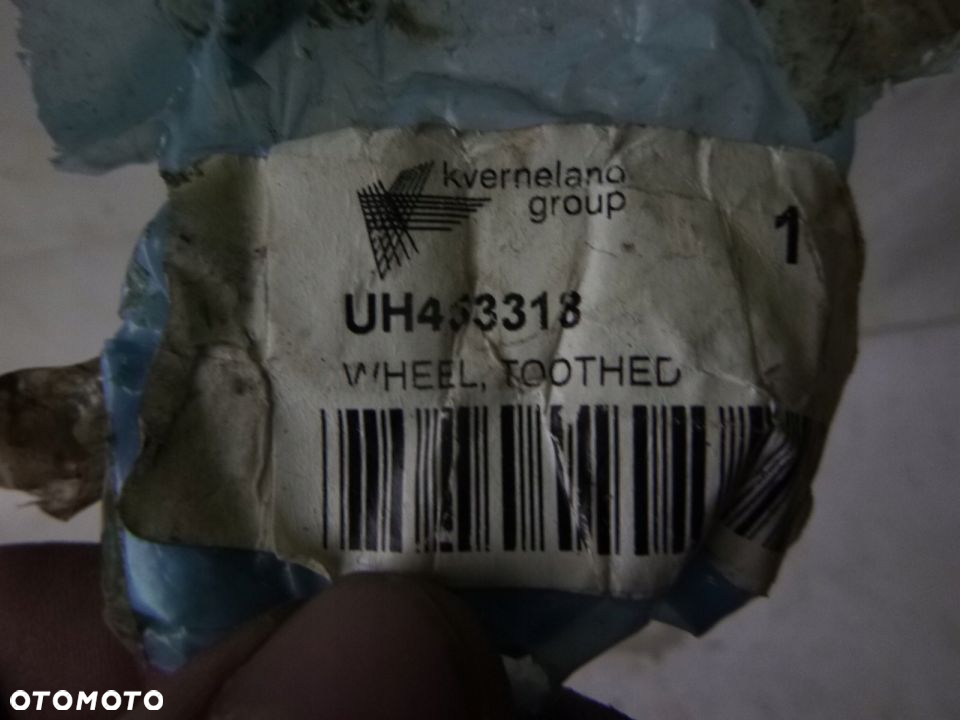 kverneland
group
1
UH453318
WHEEL, TOOTHED
OTOMOTO